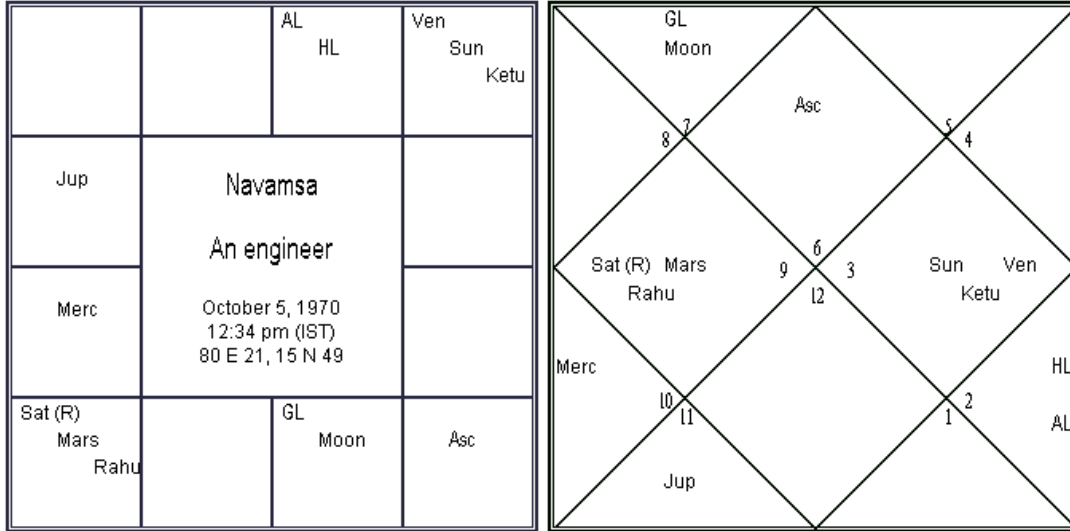 AL
HL
Ven
Sun
Ketu
Jup
Navamsa
An engineer
October 5, 1970
12:34 pm (IST)
80 E 21, 15 N 49
Merc
Sat (R)
Mars
Rahu
GL
Moon
Asc
GL
Moon
Asc
7
8
5
4
6
Sat (R) Mars
Rahu
9
3
12
Sun Ven
Ketu
Merc
HL
AL
10
11
2
1
Jup